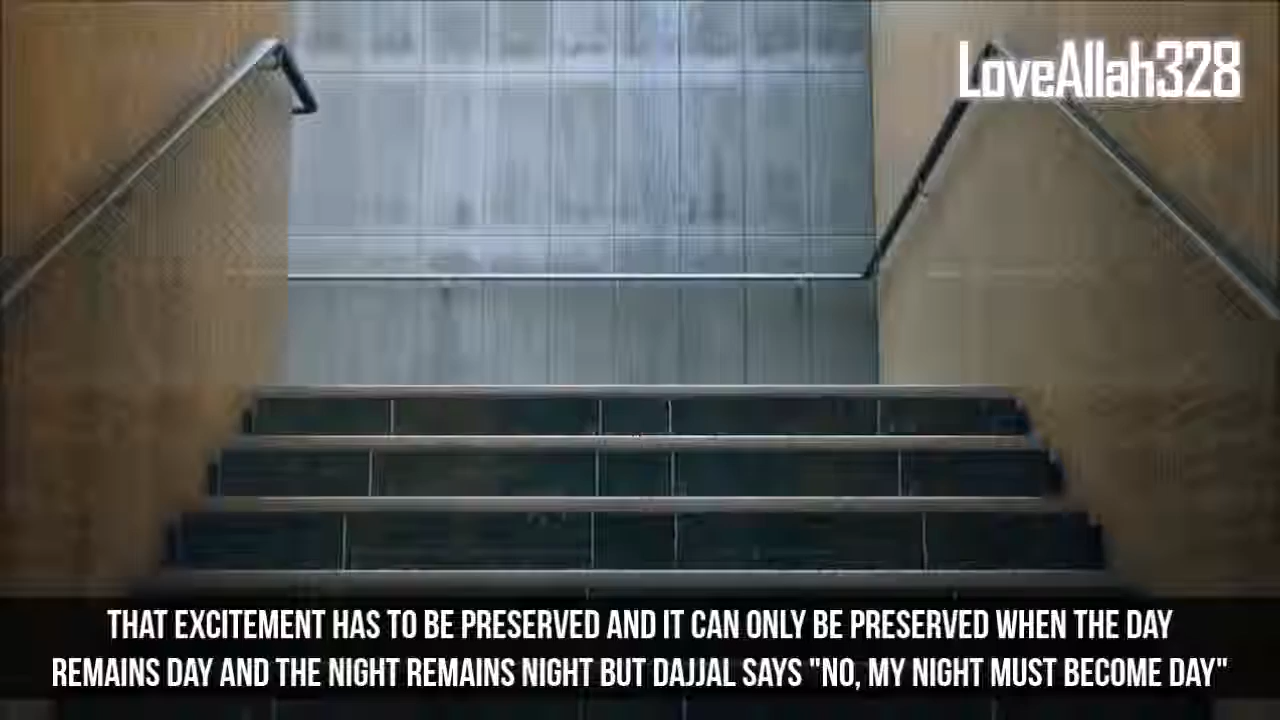 LoveAllah328
THAT EXCITEMENT HAS TO BE PRESERVED AND IT CAN ONLY BE PRESERVED WHEN THE DAY
REMAINS DAY AND THE NIGHT REMAINS NIGHT BUT DAJJAL SAYS "NO, MY NIGHT MUST BECOME DAY"